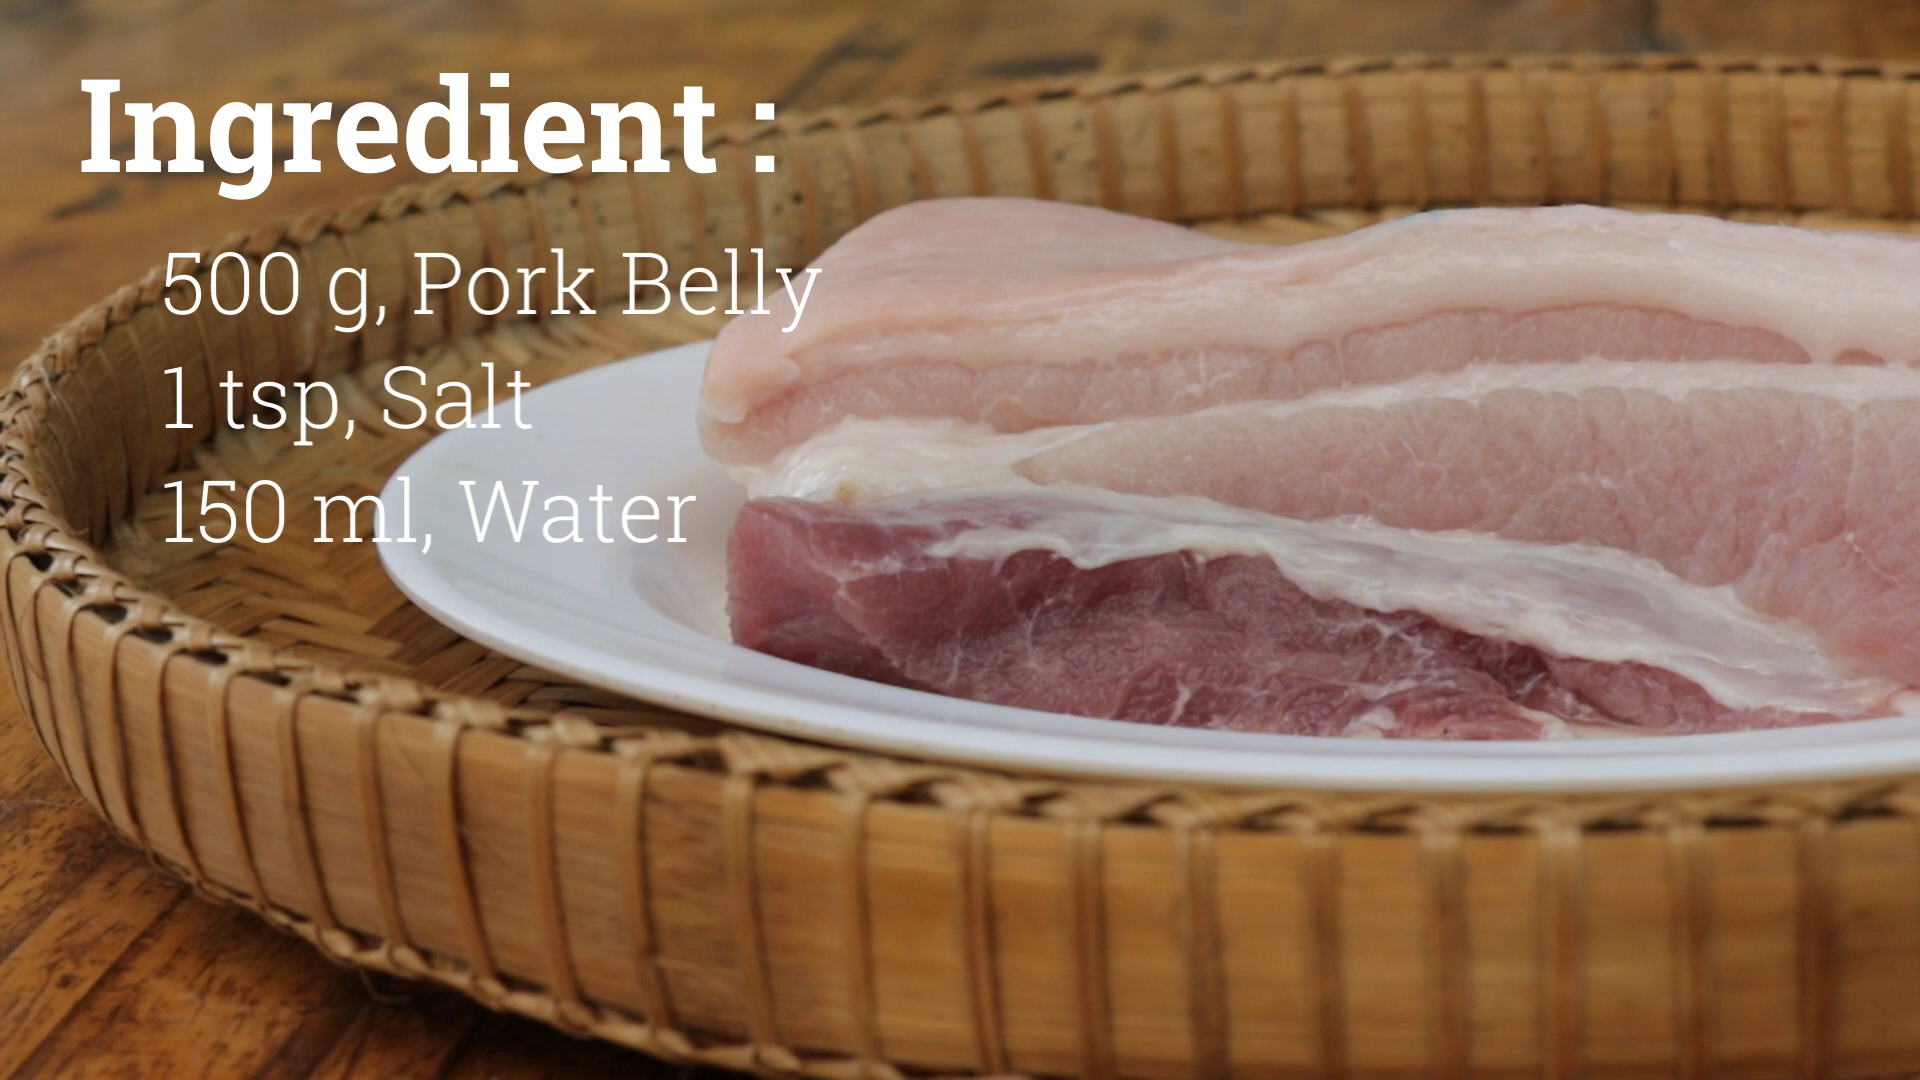 Ingredient :
500 g, Pork Belly
1 tsp, Salt
150 ml, Water